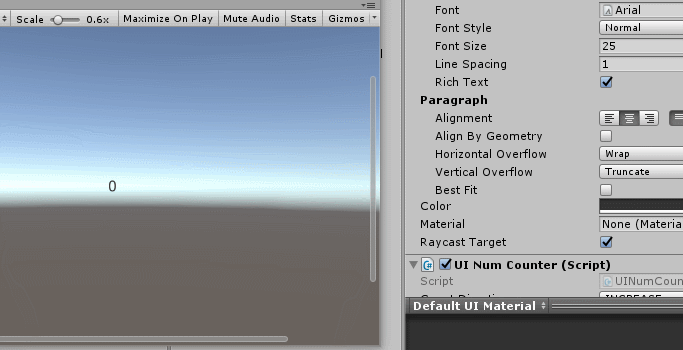 Scale 0.6x Maximize On Play Mute Audio Stats Gizmos
0
Font Arial
Font Style Normal
Font Size 25
Line Spacing 1
Rich Text
Paragraph
Alignment
Align By Geometry
Horizontal Overflow Wrap
Vertical Overflow Truncate
Best Fit
Color
Material None (Materia
Raycast Target
UI Num Counter (Script)
Script UINumCoun
Default UI Material